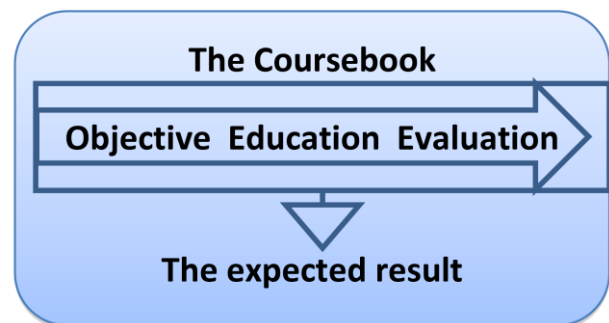 The Coursebook
Objective Education Evaluation
The expected result